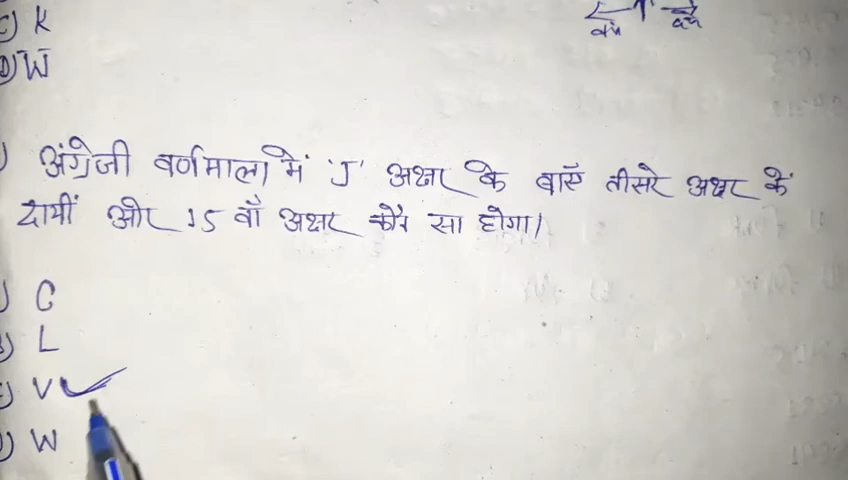 C) K
D) W
बायें दायें
अंग्रेजी वर्णमाला में 'J' अक्षर के बाएँ तीसरे अक्षर के
दायीं ओर 15 वाँ अक्षर कौन सा होगा।
) C
B) L
C) V ✓
D) W